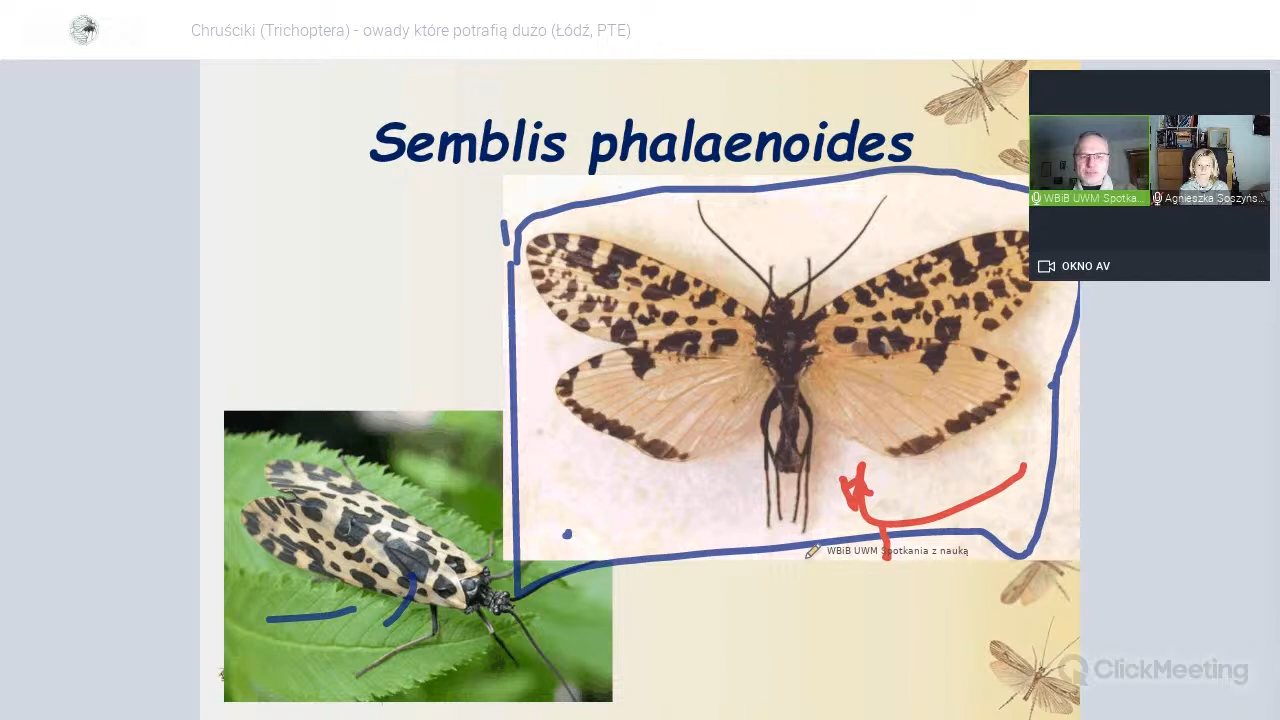 Chruściki (Trichoptera) - owady które potrafią dużo (Łódź, PTE)
Semblis phalaenoides
WBiB UWM Spotka...
Agnieszka Soszyńs...
OKNO AV
WBiB UWM Spotkania z nauką
ClickMeeting